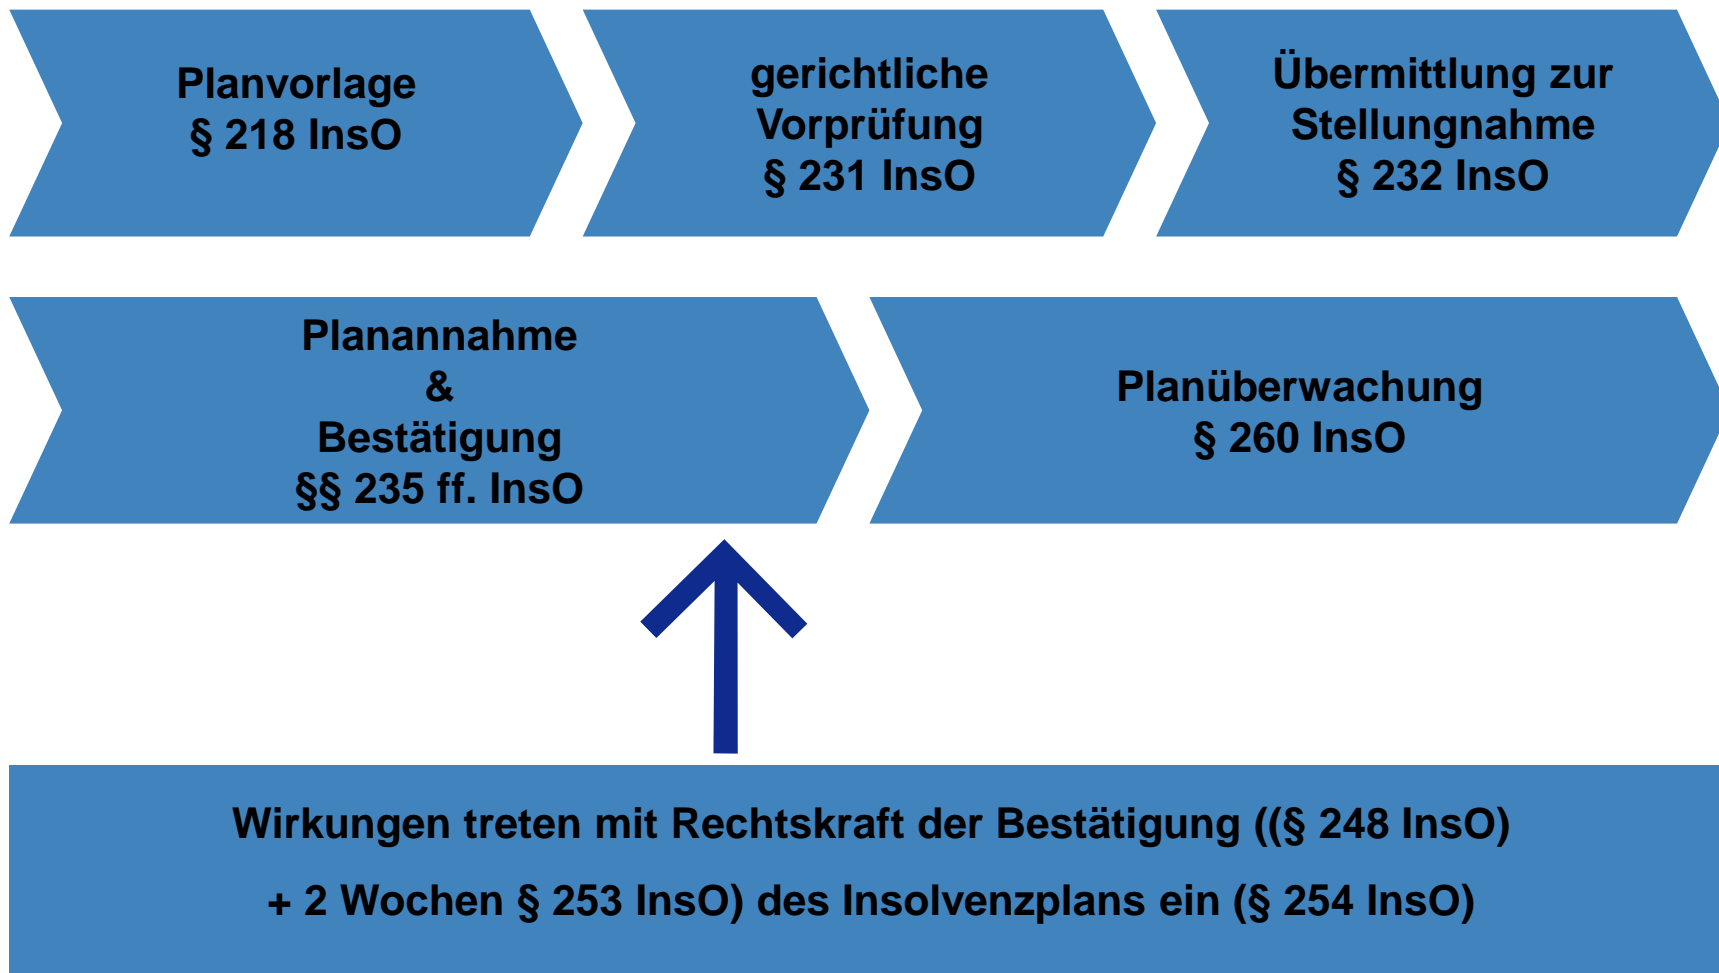 Planvorlage
§ 218 InsO
gerichtliche
Vorprüfung
§ 231 InsO
Übermittlung zur
Stellungnahme
§ 232 InsO
Planannahme
&
Bestätigung
§§ 235 ff. InsO
Planüberwachung
§ 260 InsO
Wirkungen treten mit Rechtskraft der Bestätigung ((§ 248 InsO)
+ 2 Wochen § 253 InsO) des Insolvenzplans ein (§ 254 InsO)